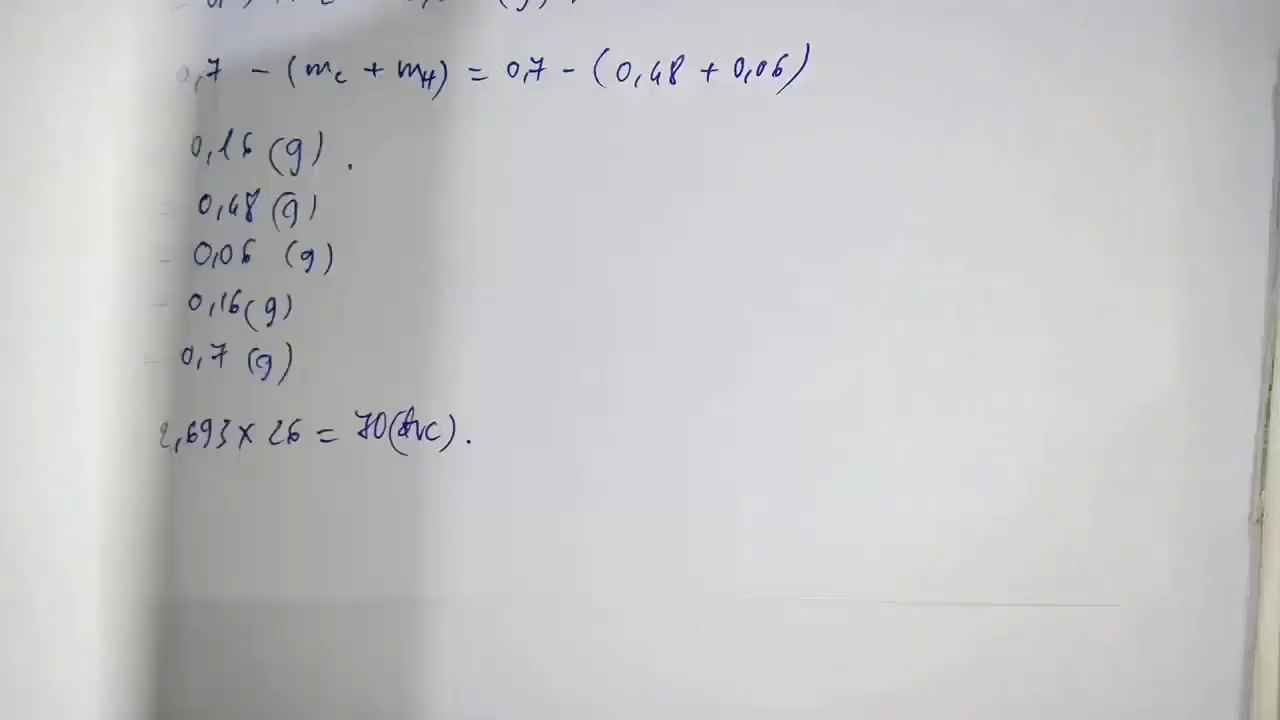 0,7 - (mC + mH) = 0,7 - (0,48 + 0,06)
0,16 (g).
= 0,48 (g)
- 0,06 (g)
- 0,16 (g)
= 0,7 (g)
2,693 x 26 = 70 (đvC).